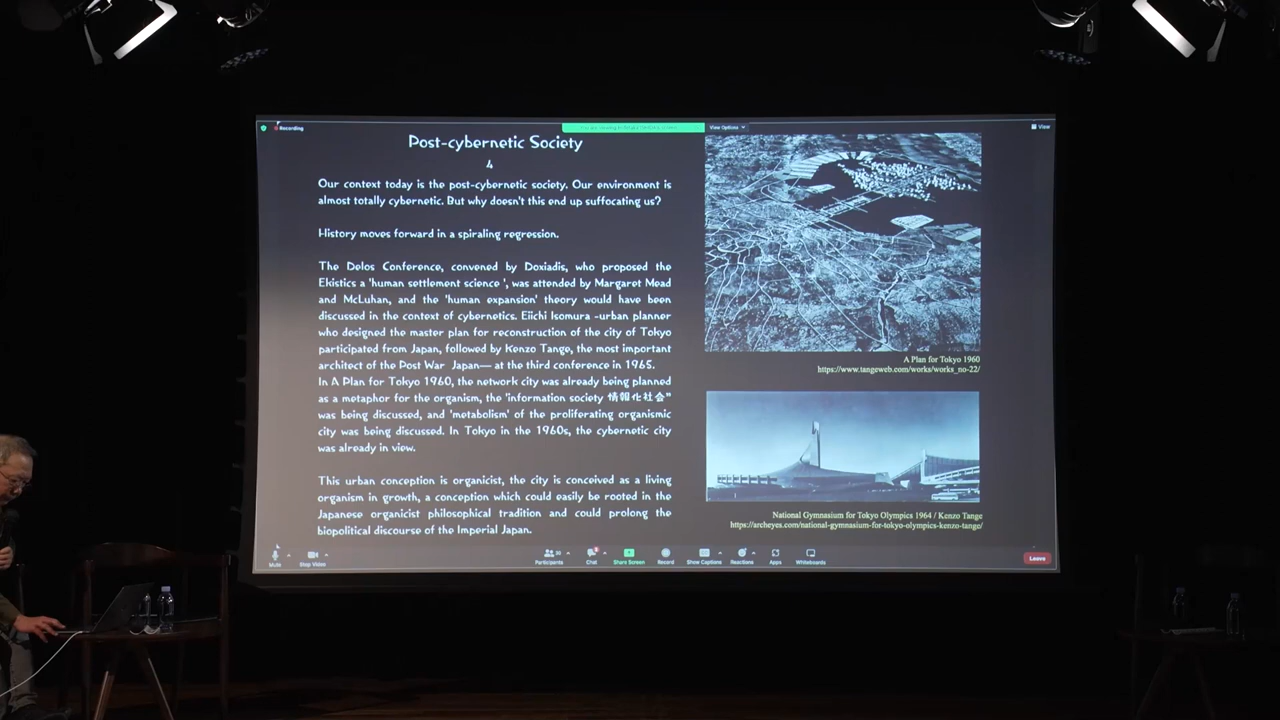 Recording
View Options
View
Post-cybernetic Society
4
Our context today is the post-cybernetic society. Our environment is
almost totally cybernetic. But why doesn't this end up suffocating us?
History moves forward in a spiraling regression.
The Delos Conference, convened by Doxiadis, who proposed the
Ekistics a 'human settlement science ', was attended by Margaret Mead
and McLuhan, and the 'human expansion' theory would have been
discussed in the context of cybernetics. Eiichi Isomura -urban planner
who designed the master plan for reconstruction of the city of Tokyo
participated from Japan, followed by Kenzo Tange, the most important
architect of the Post War Japan— at the third conference in 1965.
In A Plan for Tokyo 1960, the network city was already being planned
as a metaphor for the organism, the 'information society 情報化社会"
was being discussed, and 'metabolism' of the proliferating organismic
city was being discussed. In Tokyo in the 1960s, the cybernetic city
was already in view.
This urban conception is organicist, the city is conceived as a living
organism in growth, a conception which could easily be rooted in the
Japanese organicist philosophical tradition and could prolong the
biopolitical discourse of the Imperial Japan.
A Plan for Tokyo 1960
https://www.tangeweb.com/works/works_no-22/
National Gymnasium for Tokyo Olympics 1964 / Kenzo Tange
https://archeyes.com/national-gymnasium-for-tokyo-olympics-kenzo-tange/
Mute
Stop Video
Participants
Chat
Share Screen
Record
Show Captions
Reactions
Apps
Whiteboards
Leave